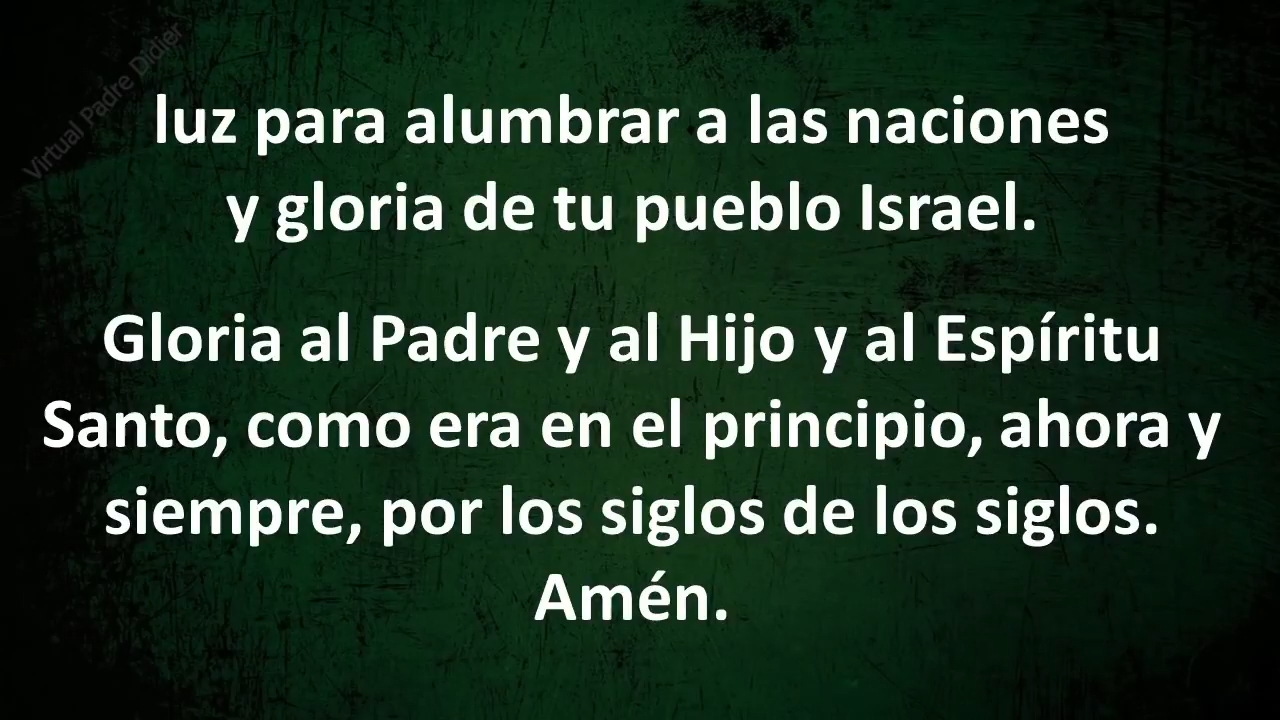 Virtual Padre Didier
luz para alumbrar a las naciones
y gloria de tu pueblo Israel.
Gloria al Padre y al Hijo y al Espíritu
Santo, como era en el principio, ahora y
siempre, por los siglos de los siglos.
Amén.